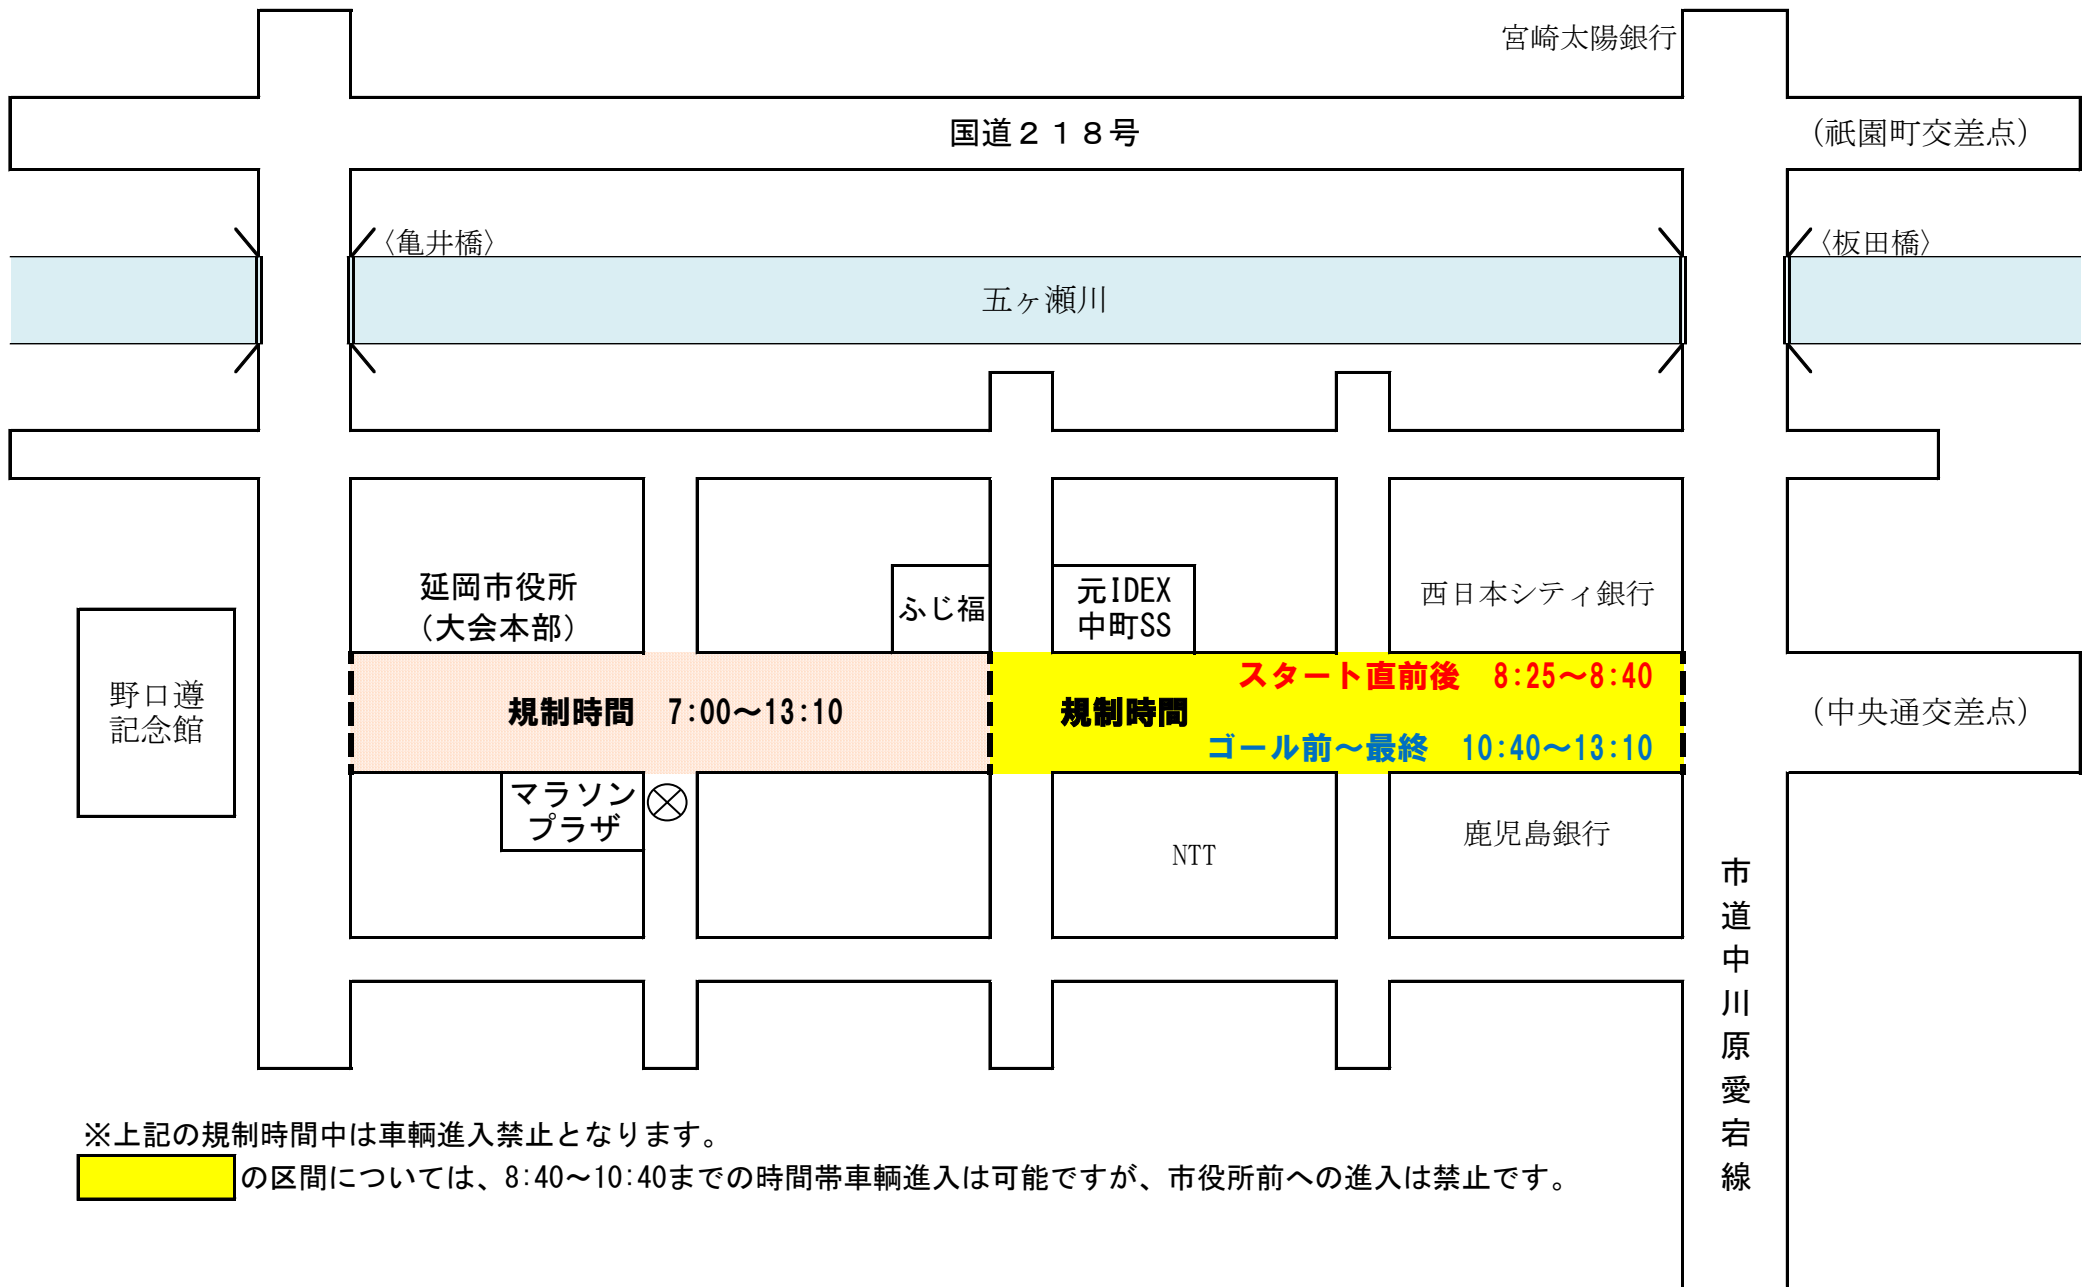 宮崎太陽銀行
国道２１８号
(祇園町交差点)
〈亀井橋〉
〈板田橋〉
五ヶ瀬川
延岡市役所
(大会本部)
ふじ福
元IDEX
中町SS
西日本シティ銀行
野口遵
記念館
規制時間　7:00～13:10
スタート直前後　8:25～8:40
規制時間
ゴール前～最終　10:40～13:10
(中央通交差点)
マラソン
プラザ
NTT
鹿児島銀行
市道中川原愛宕線
※上記の規制時間中は車輌進入禁止となります。
の区間については、8:40～10:40までの時間帯車輌進入は可能ですが、市役所前への進入は禁止です。